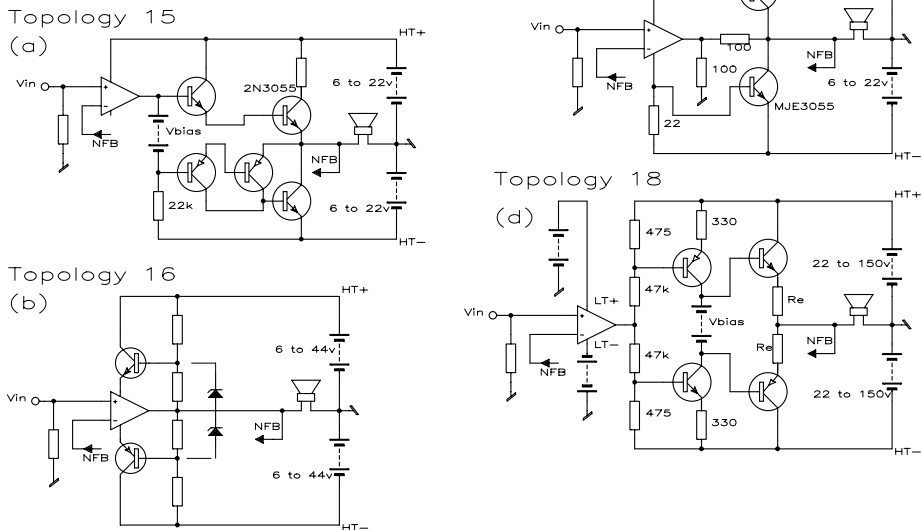 Topology 15
(a)
HT+
Vin
2N3055
6 to 22v
Vbias
NFB
NFB
22k
6 to 22v
HT-
Topology 16
(b)
HT+
6 to 44v
Vin
NFB
NFB
6 to 44v
HT-
Vin
100
NFB
100
NFB
6 to 22v
MJE3055
22
HT-
Topology 18
(d)
HT+
475
330
22 to 150v
47k
LT+
Re
Vin
Vbias
LT-
NFB
47k
Re
NFB
22 to 150v
475
330
HT-